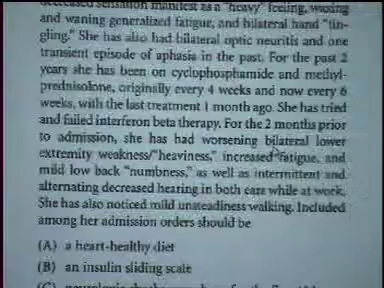 decreased sensation manifest as a "heavy" feeling, waxing
and waning generalized fatigue, and bilateral hand "tin-
gling." She has also had bilateral optic neuritis and one
transient episode of aphasia in the past. For the past 2
years she has been on cyclophosphamide and methyl-
prednisolone, originally every 4 weeks and now every 6
weeks, with the last treatment 1 month ago. She has tried
and failed interferon beta therapy. For the 2 months prior
to admission, she has had worsening bilateral lower
extremity weakness/"heaviness," increased fatigue, and
mild low back "numbness," as well as intermittent and
alternating decreased hearing in both ears while at work.
She has also noticed mild unsteadiness walking. Included
among her admission orders should be
(A) a heart-healthy diet
(B) an insulin sliding scale
(C) neurologic checks